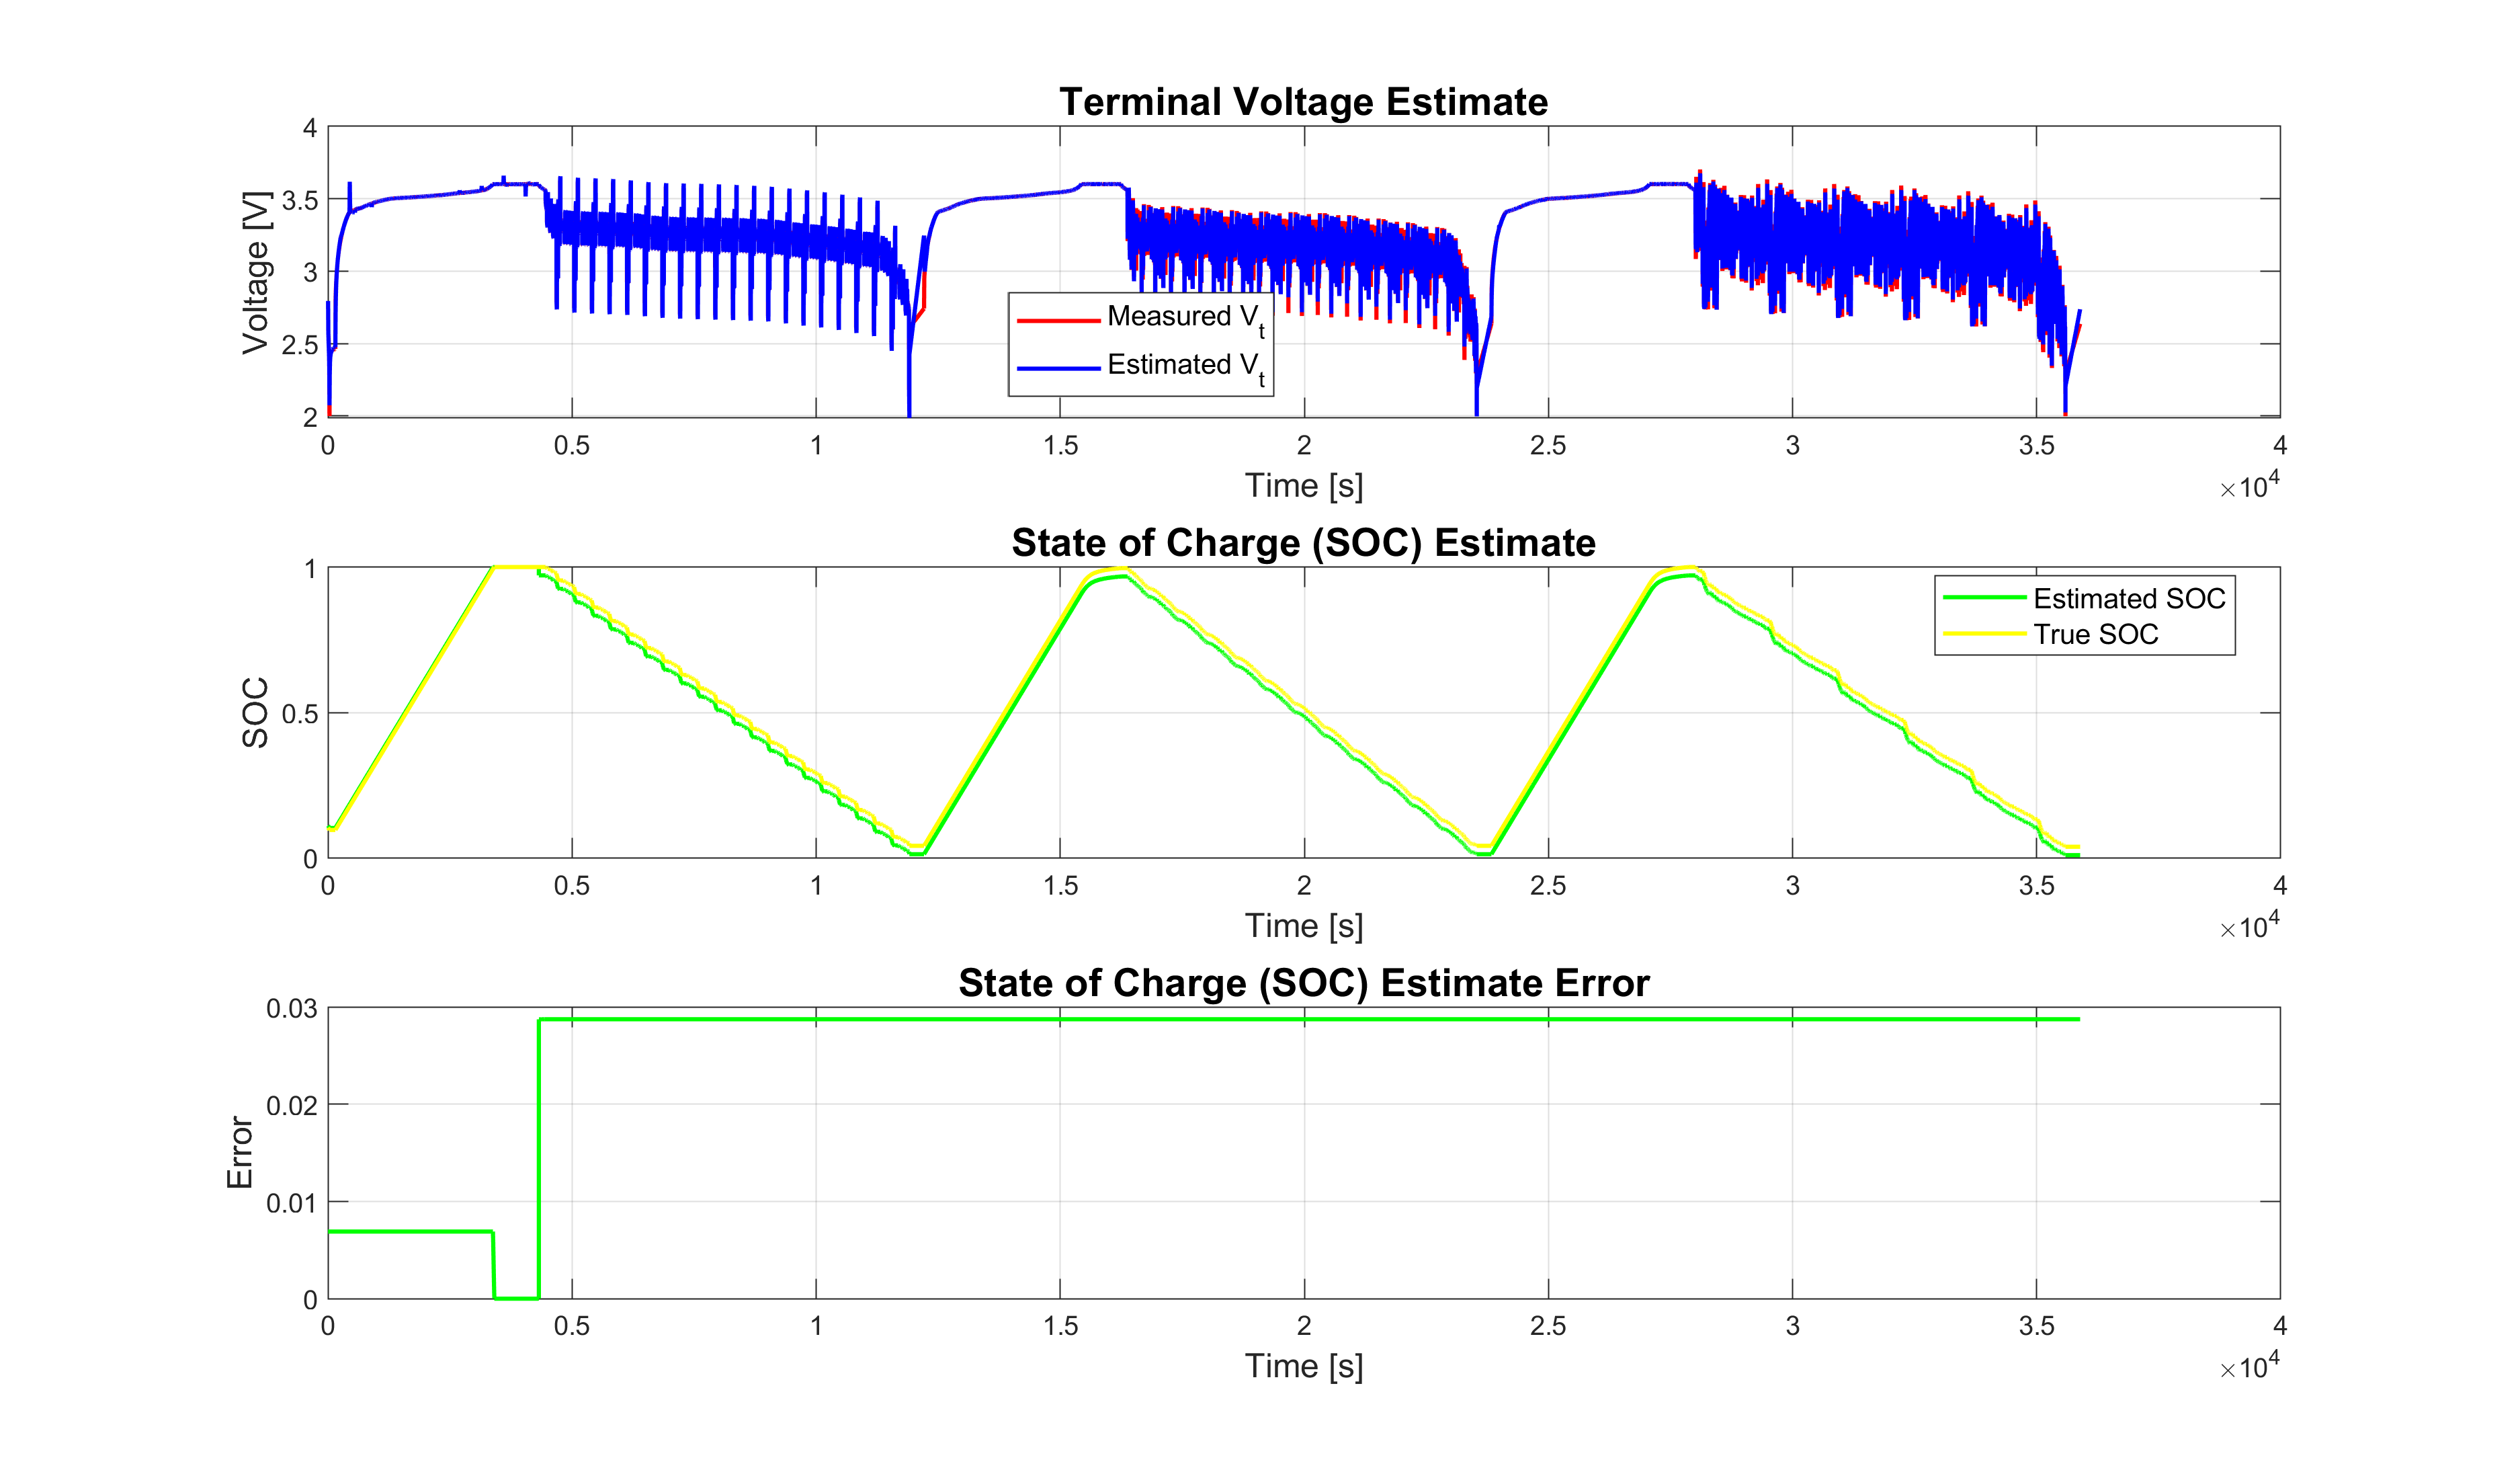 Terminal Voltage Estimate
4
3.5
3
2.5
2
Voltage [V]
Measured V_t
Estimated V_t
0 0.5 1 1.5 2 2.5 3 3.5 4
Time [s]
×10^4
State of Charge (SOC) Estimate
1
0.5
0
SOC
Estimated SOC
True SOC
0 0.5 1 1.5 2 2.5 3 3.5 4
Time [s]
×10^4
State of Charge (SOC) Estimate Error
0.03
0.02
0.01
0
Error
0 0.5 1 1.5 2 2.5 3 3.5 4
Time [s]
×10^4